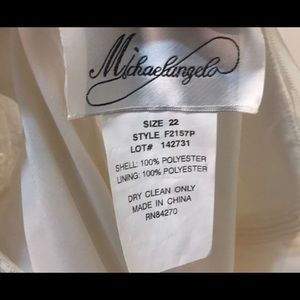 Michaelangelo
SIZE 22
STYLE F2157P
LOT# 142731
SHELL: 100% POLYESTER
LINING: 100% POLYESTER
DRY CLEAN ONLY
MADE IN CHINA
RN84270